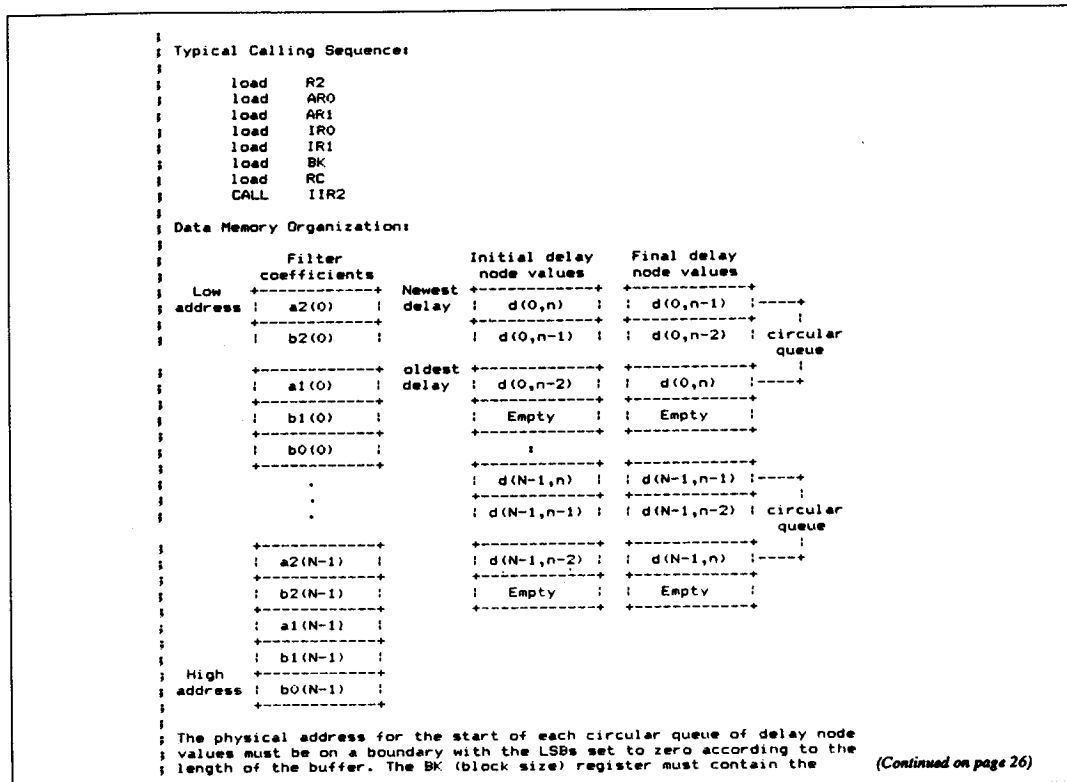 ;
; Typical Calling Sequence:
;
;      load    R2
;      load    AR0
;      load    AR1
;      load    IR0
;      load    IR1
;      load    BK
;      load    RC
;      CALL    IIR2
;
; Data Memory Organization:
;
;              Filter                  Initial delay      Final delay
;           coefficients                node values       node values
;   Low    +------------+    Newest +-------------+ +-------------+
; address  |   a2(0)    |    delay  |   d(0,n)    | |  d(0,n-1)   |----+
;          +------------+           +-------------+ +-------------+    |
;          |   b2(0)    |           |  d(0,n-1)   | |  d(0,n-2)   | circular
                                                                    queue
;          +------------+    oldest +-------------+ +-------------+    |
;          |   a1(0)    |    delay  |  d(0,n-2)   | |   d(0,n)    |----+
;          +------------+           +-------------+ +-------------+
;          |   b1(0)    |           |    Empty    | |    Empty    |
;          +------------+           +-------------+ +-------------+
;          |   b0(0)    |                  :
;          +------------+           +-------------+ +-------------+
;                .                  |  d(N-1,n)   | | d(N-1,n-1)  |----+
;                .                  +-------------+ +-------------+    |
;                .                  | d(N-1,n-1)  | | d(N-1,n-2)  | circular
                                                                    queue
;          +------------+           +-------------+ +-------------+    |
;          |  a2(N-1)   |           | d(N-1,n-2)  | |  d(N-1,n)   |----+
;          +------------+           +-------------+ +-------------+
;          |  b2(N-1)   |           |    Empty    | |    Empty    |
;          +------------+           +-------------+ +-------------+
;          |  a1(N-1)   |
;          +------------+
;          |  b1(N-1)   |
;  High    +------------+
; address  |  b0(N-1)   |
;          +------------+
;
; The physical address for the start of each circular queue of delay node
; values must be on a boundary with the LSBs set to zero according to the
; length of the buffer. The BK (block size) register must contain the
(Continued on page 26)